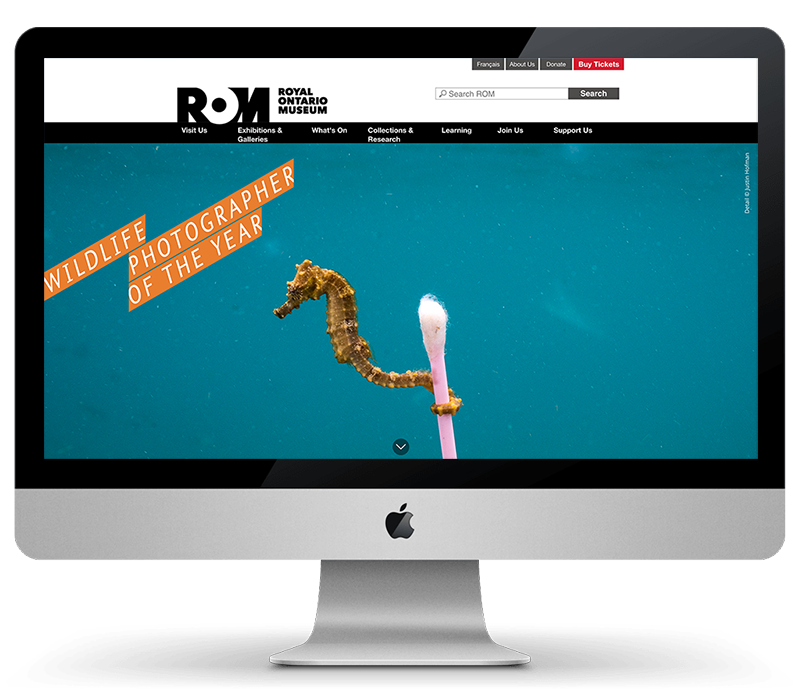 Français
About Us
Donate
Buy Tickets
ROM
ROYAL
ONTARIO
MUSEUM
Search ROM
Search
Visit Us
Exhibitions &
Galleries
What's On
Collections &
Research
Learning
Join Us
Support Us
WILDLIFE
PHOTOGRAPHER
OF THE YEAR
Detail © Justin Hofman